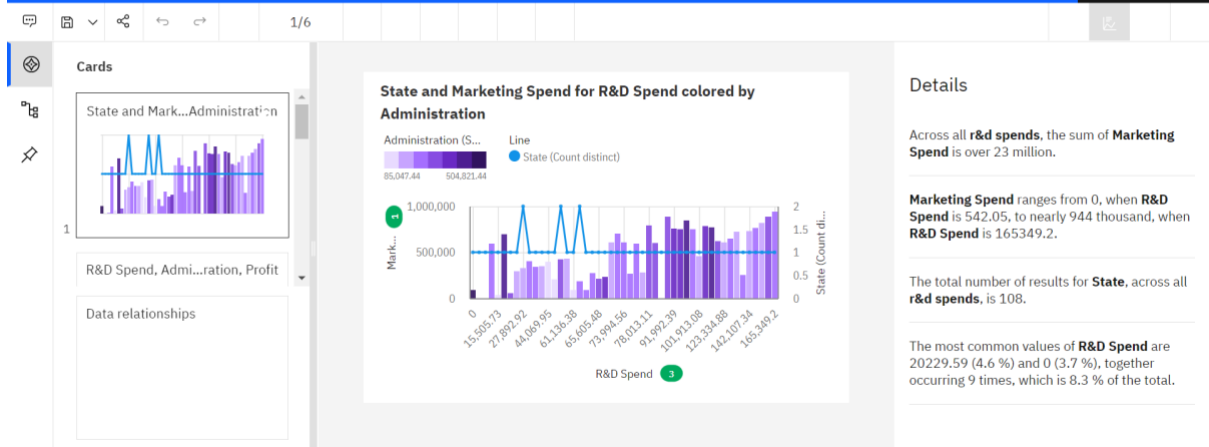 1/6
Cards
State and Mark...Administration
1
R&D Spend, Admi...ration, Profit
Data relationships
State and Marketing Spend for R&D Spend colored by
Administration
Administration (S...
Line
State (Count distinct)
85,047.44
504,821.44
1,000,000
500,000
0
Mark...
1
2
1.5
1
0.5
0
State (Count di...
0
15,505.73
27,892.92
44,069.95
61,136.38
65,605.48
73,994.56
78,013.11
91,992.39
101,913.08
123,334.88
142,107.34
165,349.2
R&D Spend
3
Details
Across all r&d spends, the sum of Marketing
Spend is over 23 million.
Marketing Spend ranges from 0, when R&D
Spend is 542.05, to nearly 944 thousand, when
R&D Spend is 165349.2.
The total number of results for State, across all
r&d spends, is 108.
The most common values of R&D Spend are
20229.59 (4.6 %) and 0 (3.7 %), together
occurring 9 times, which is 8.3 % of the total.